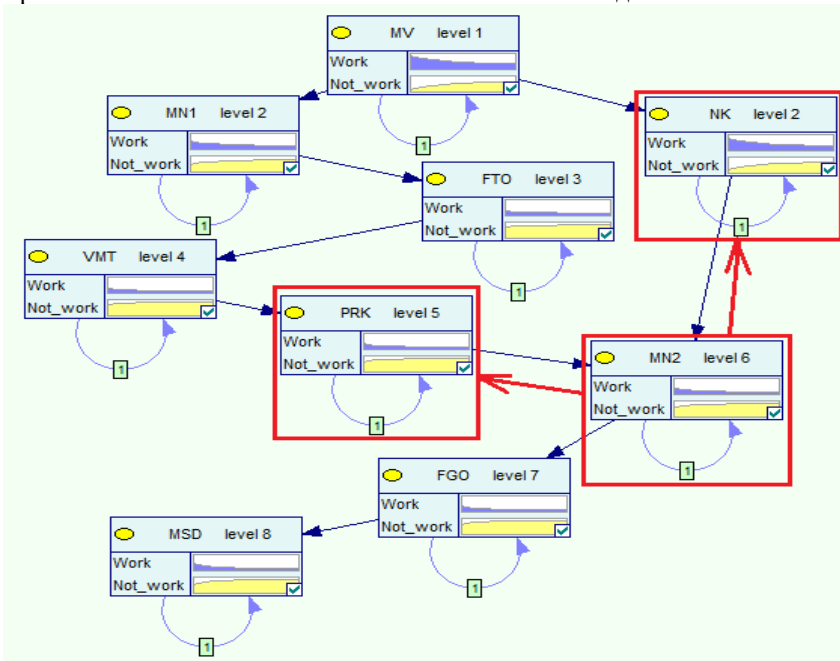 MV level 1
Work
Not_work
1
MN1 level 2
Work
Not_work
1
NK level 2
Work
Not_work
1
FTO level 3
Work
Not_work
1
VMT level 4
Work
Not_work
1
PRK level 5
Work
Not_work
1
MN2 level 6
Work
Not_work
1
FGO level 7
Work
Not_work
1
MSD level 8
Work
Not_work
1